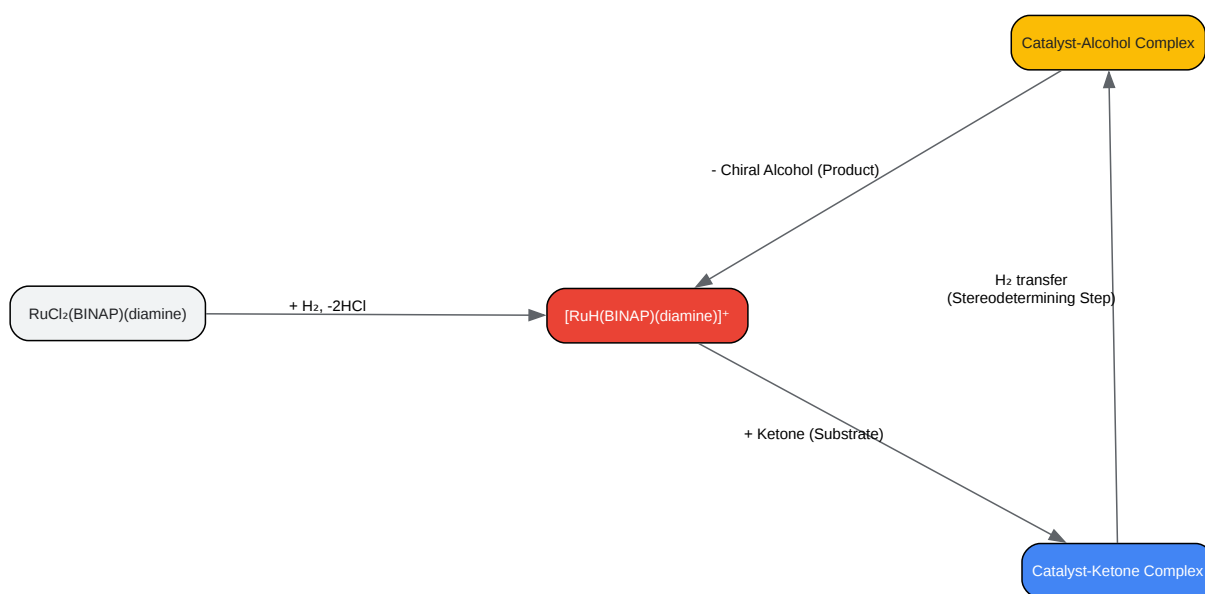 Catalyst-Alcohol Complex
- Chiral Alcohol (Product)
H₂ transfer
(Stereodetermining Step)
+ H₂, -2HCl
RuCl₂(BINAP)(diamine)
[RuH(BINAP)(diamine)]⁺
+ Ketone (Substrate)
Catalyst-Ketone Complex